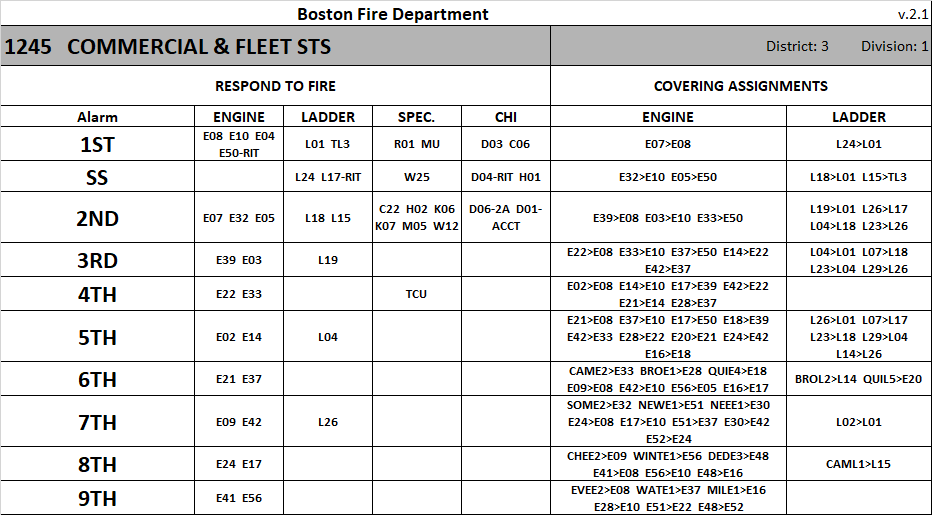 Boston Fire Department v.2.1
1245 COMMERCIAL & FLEET STS District: 3 Division: 1
RESPOND TO FIRE COVERING ASSIGNMENTS
Alarm ENGINE LADDER SPEC. CHI ENGINE LADDER
1ST
E08 E10 E04
E50-RIT
L01 TL3
R01 MU
D03 C06
E07>E08
L24>L01
SS
L24 L17-RIT
W25
D04-RIT H01
E32>E10 E05>E50
L18>L01 L15>TL3
2ND
E07 E32 E05
L18 L15
C22 H02 K06
K07 M05 W12
D06-2A D01-
ACCT
E39>E08 E03>E10 E33>E50
L19>L01 L26>L17
L04>L18 L23>L26
3RD
E39 E03
L19
E22>E08 E33>E10 E37>E50 E14>E22
E42>E37
L04>L01 L07>L18
L23>L04 L29>L26
4TH
E22 E33
TCU
E02>E08 E14>E10 E17>E39 E42>E22
E21>E14 E28>E37
5TH
E02 E14
L04
E21>E08 E37>E10 E17>E50 E18>E39
E42>E33 E28>E22 E20>E21 E24>E42
E16>E18
L26>L01 L07>L17
L23>L18 L29>L04
L14>L26
6TH
E21 E37
CAME2>E33 BROE1>E28 QUIE4>E18
E09>E08 E42>E10 E56>E05 E16>E17
BROL2>L14 QUIL5>E20
7TH
E09 E42
L26
SOME2>E32 NEWE1>E51 NEEE1>E30
E24>E08 E17>E10 E51>E37 E30>E42
E52>E24
L02>L01
8TH
E24 E17
CHEE2>E09 WINTE1>E56 DEDE3>E48
E41>E08 E56>E10 E48>E16
CAML1>L15
9TH
E41 E56
EVEE2>E08 WATE1>E37 MILE1>E16
E28>E10 E51>E22 E48>E52